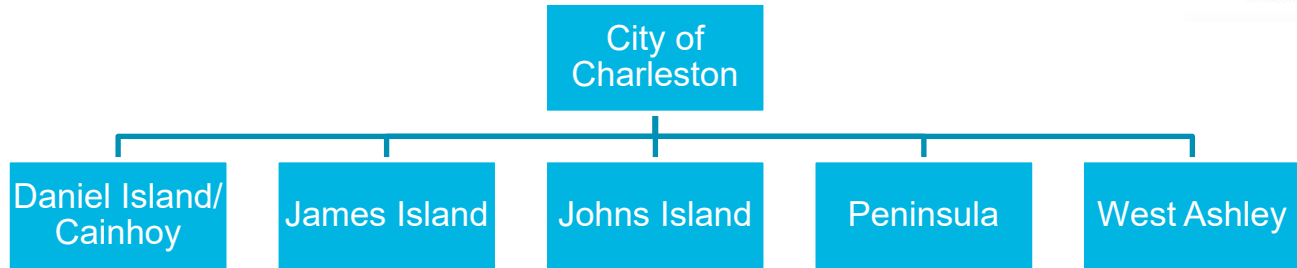 City of
Charleston
Daniel Island/
Cainhoy
James Island
Johns Island
Peninsula
West Ashley